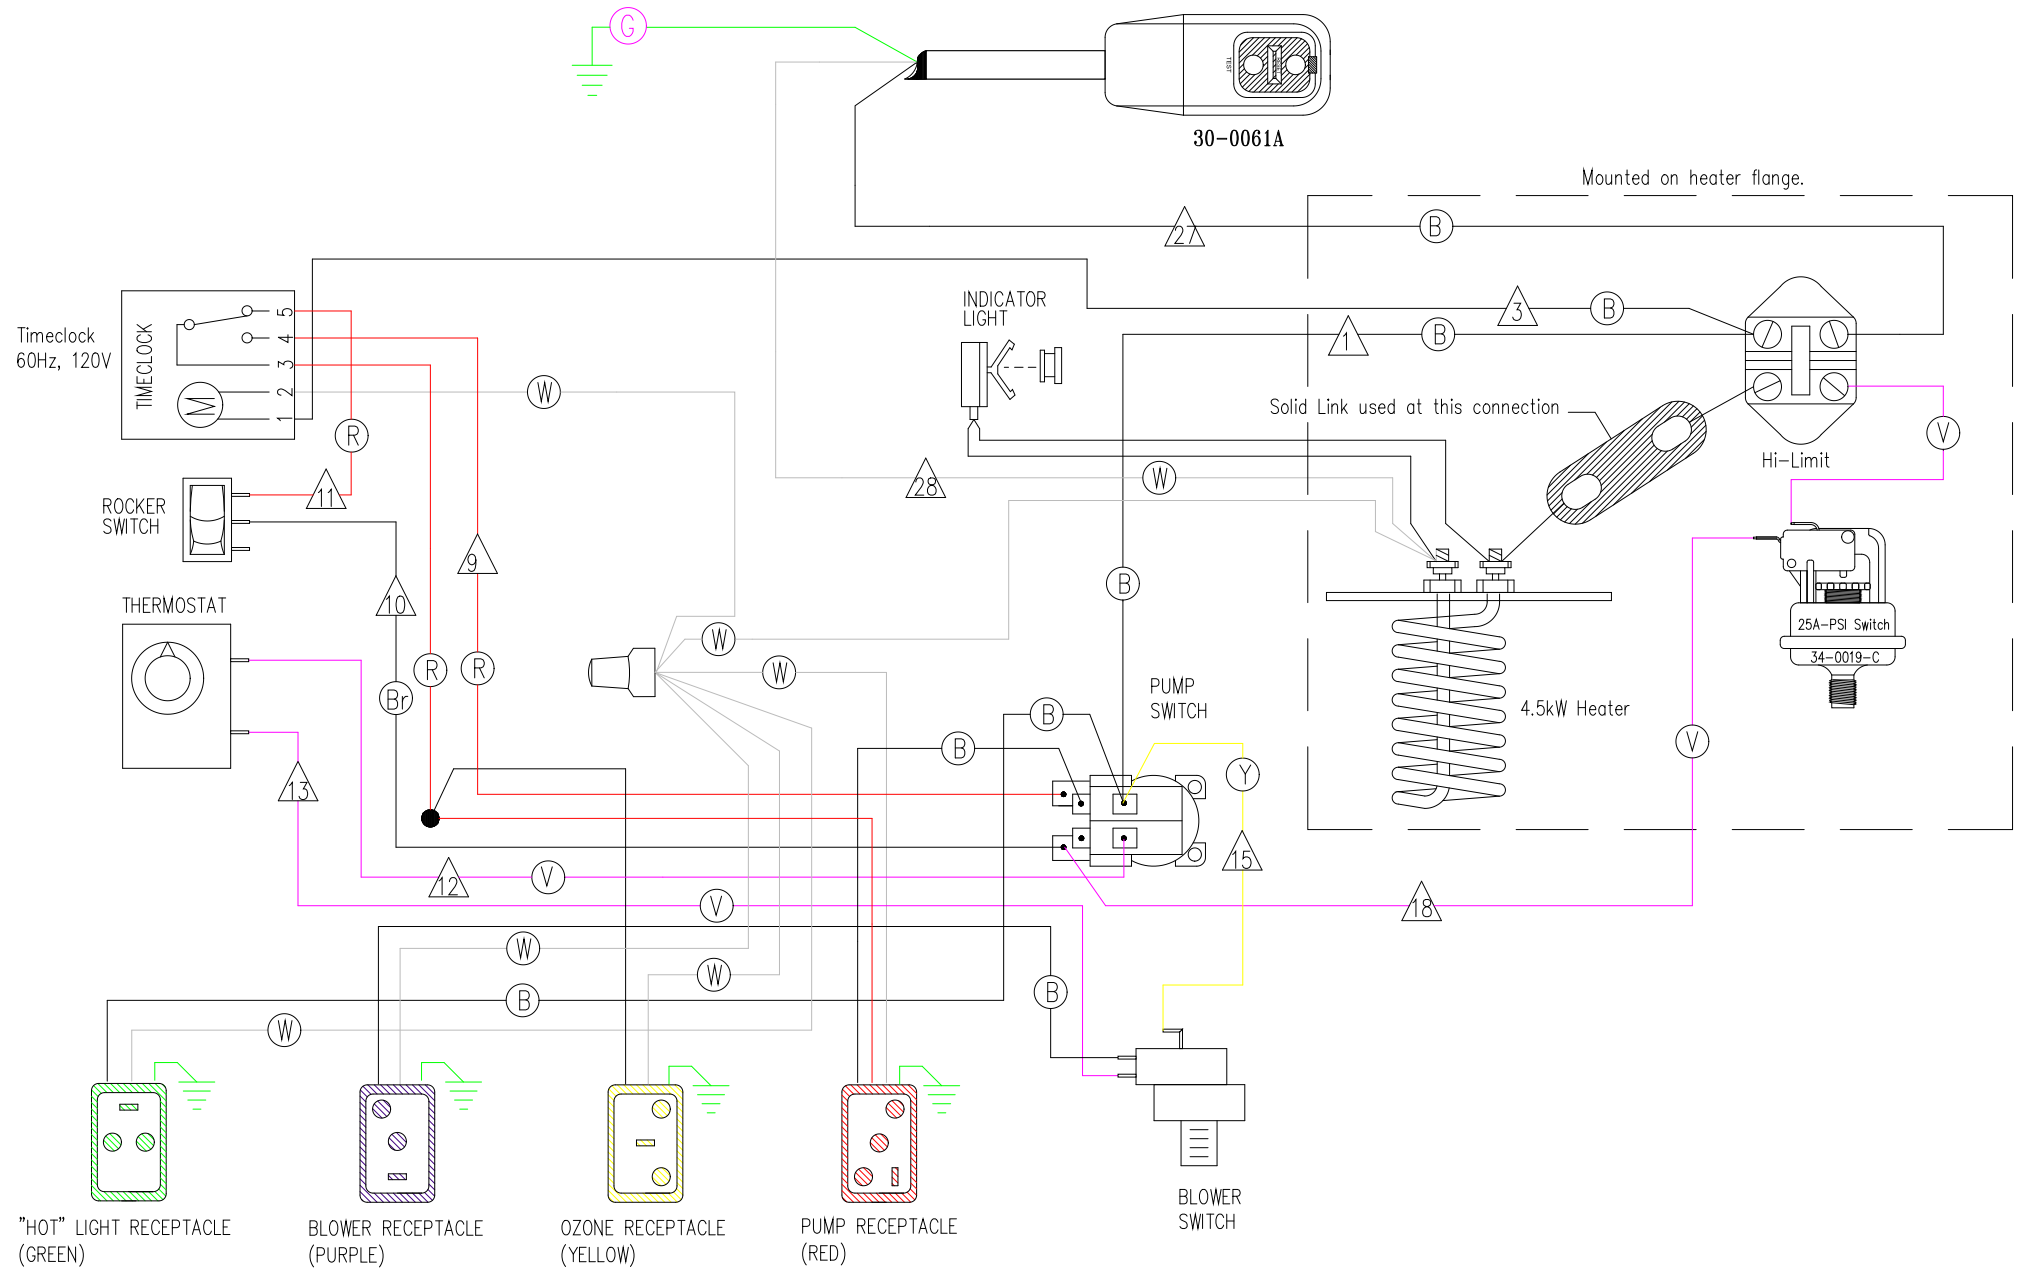 G
TEST
30-0061A
Mounted on heater flange.
27
B
3
B
INDICATOR
LIGHT
1
B
Timeclock
60Hz, 120V
TIMECLOCK
M
5
4
3
2
1
W
R
Solid Link used at this connection
V
Hi-Limit
28
W
11
ROCKER
SWITCH
9
10
B
THERMOSTAT
25A-PSI Switch
34-0019-C
W
W
R
R
Br
PUMP
SWITCH
4.5kW Heater
B
B
V
Y
13
15
12
V
V
18
W
W
B
B
W
BLOWER
SWITCH
"HOT" LIGHT RECEPTACLE
(GREEN)
BLOWER RECEPTACLE
(PURPLE)
OZONE RECEPTACLE
(YELLOW)
PUMP RECEPTACLE
(RED)